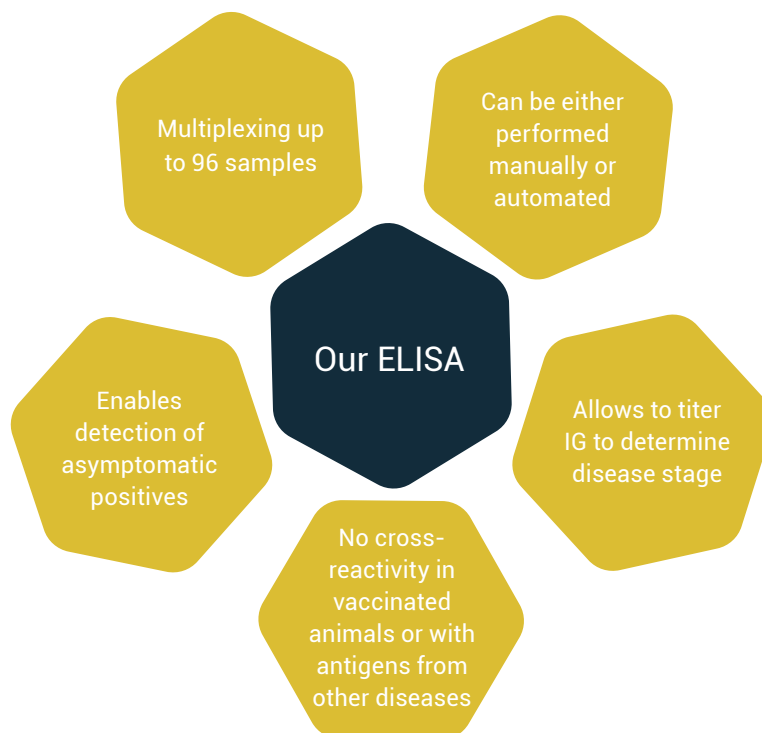 Multiplexing up
to 96 samples
Can be either
performed
manually or
automated
Our ELISA
Enables
detection of
asymptomatic
positives
Allows to titer
IG to determine
disease stage
No cross-
reactivity in
vaccinated
animals or with
antigens from
other diseases